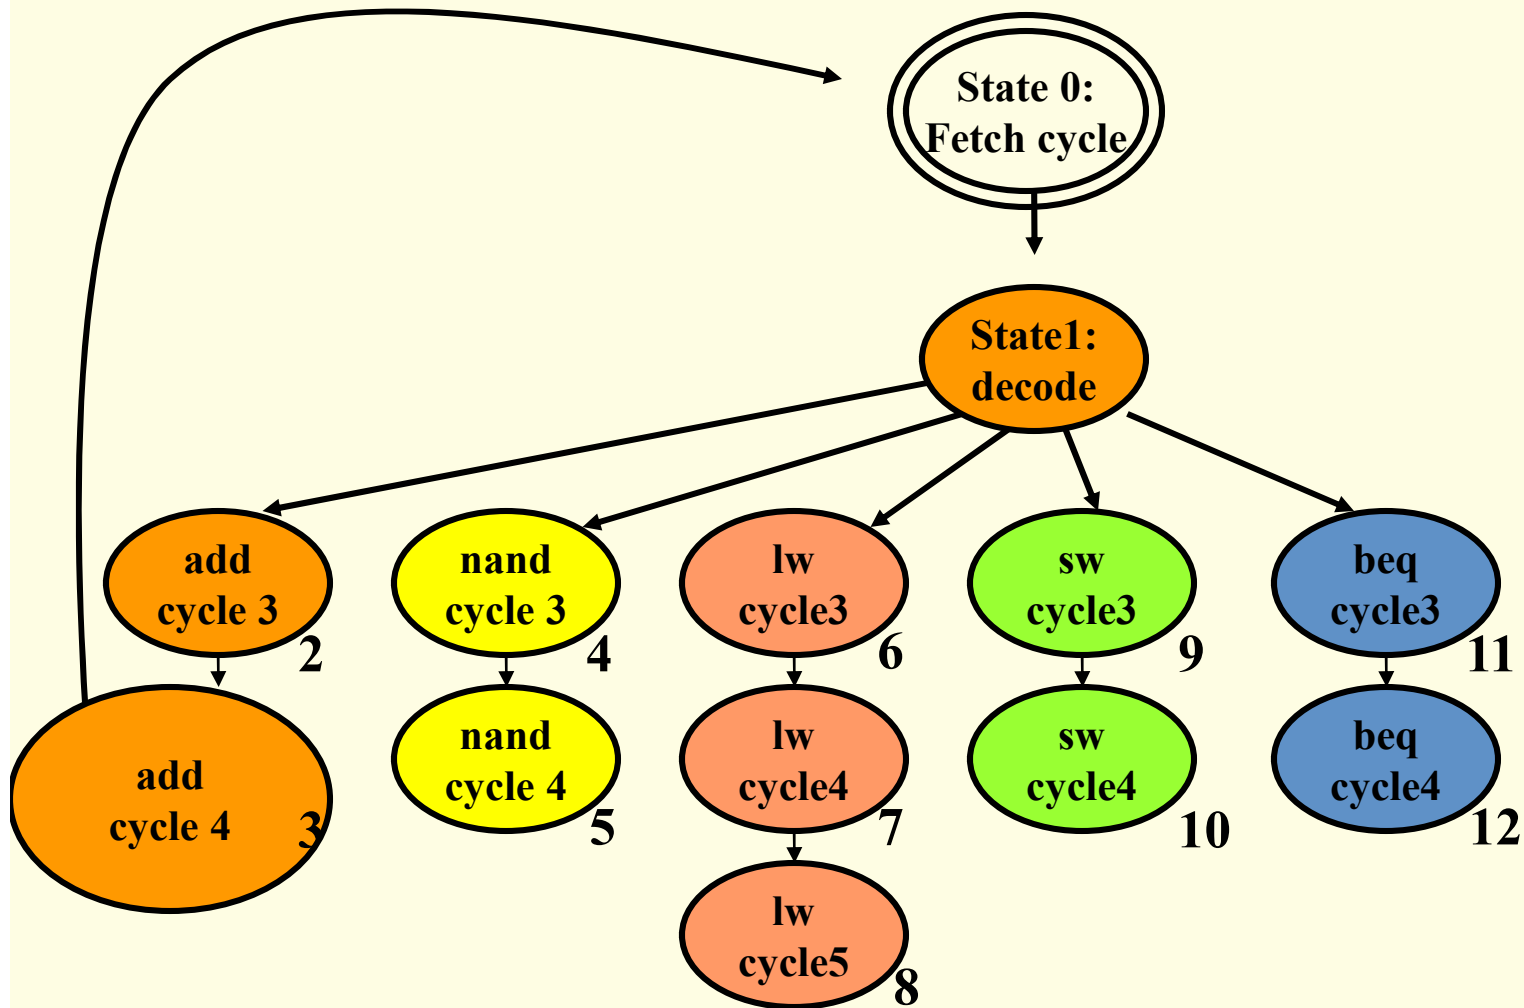 State 0:
Fetch cycle
State1:
decode
add
cycle 3
2
nand
cycle 3
4
lw
cycle3
6
sw
cycle3
9
beq
cycle3
11
add
cycle 4
3
nand
cycle 4
5
lw
cycle4
7
sw
cycle4
10
beq
cycle4
12
lw
cycle5
8